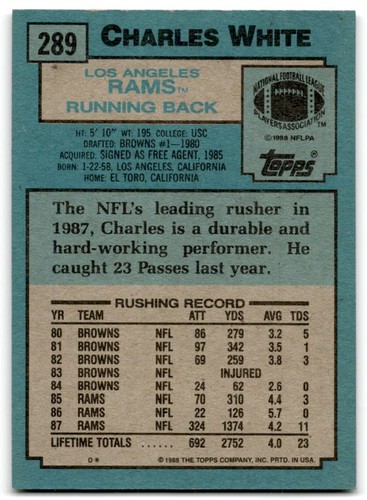 289 CHARLES WHITE
LOS ANGELES
RAMS™
RUNNING BACK
NATIONAL FOOTBALL LEAGUE
PLAYERS ASSOCIATION
© 1988 NFLPA
TOPPS®
HT: 5' 10" WT: 195 COLLEGE: USC
DRAFTED: BROWNS #1—1980
ACQUIRED: SIGNED AS FREE AGENT, 1985
BORN: 1-22-58, LOS ANGELES, CALIFORNIA
HOME: EL TORO, CALIFORNIA
The NFL's leading rusher in
1987, Charles is a durable and
hard-working performer. He
caught 23 Passes last year.
RUSHING RECORD
YR TEAM ATT YDS AVG TDS
80 BROWNS NFL 86 279 3.2 5
81 BROWNS NFL 97 342 3.5 1
82 BROWNS NFL 69 259 3.8 3
83 BROWNS NFL INJURED
84 BROWNS NFL 24 62 2.6 0
85 RAMS NFL 70 310 4.4 3
86 RAMS NFL 22 126 5.7 0
87 RAMS NFL 324 1374 4.2 11
LIFETIME TOTALS ...... 692 2752 4.0 23
D* © 1988 THE TOPPS COMPANY, INC. PRTD. IN USA.